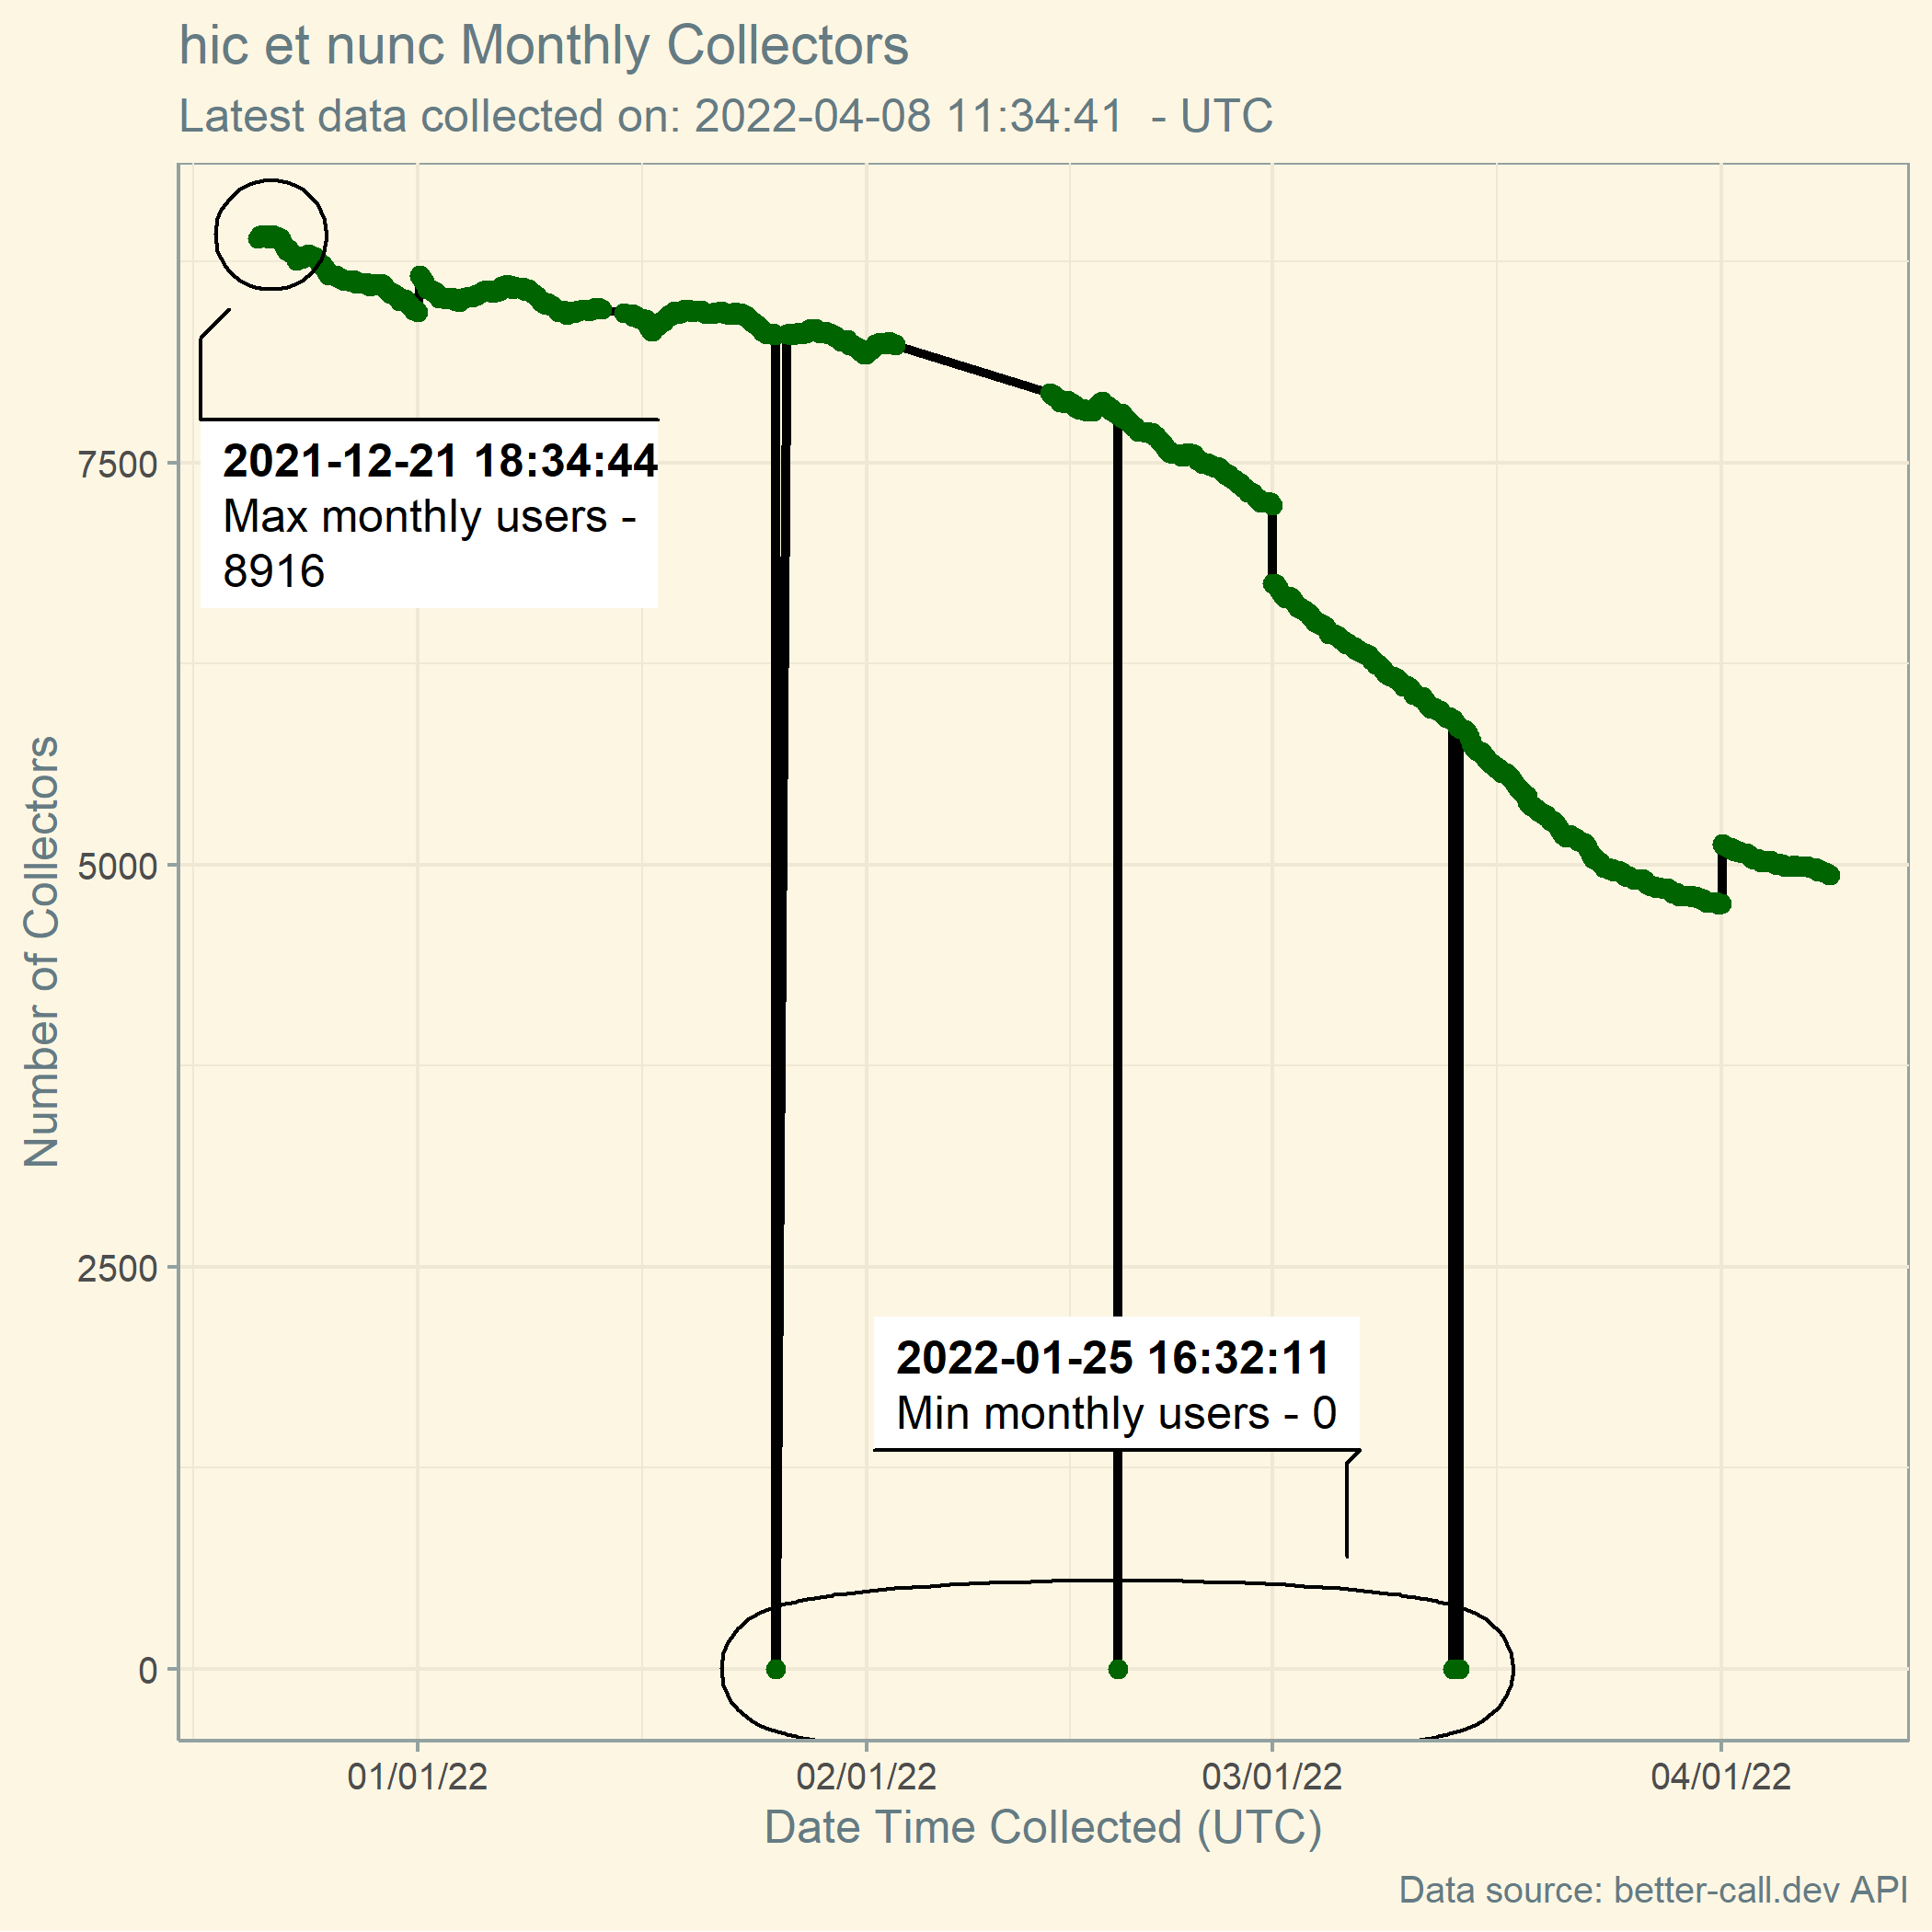 hic et nunc Monthly Collectors
Latest data collected on: 2022-04-08 11:34:41  - UTC
2021-12-21 18:34:44
Max monthly users -
8916
7500
5000
2500
0
Number of Collectors
2022-01-25 16:32:11
Min monthly users - 0
01/01/22
02/01/22
03/01/22
04/01/22
Date Time Collected (UTC)
Data source: better-call.dev API